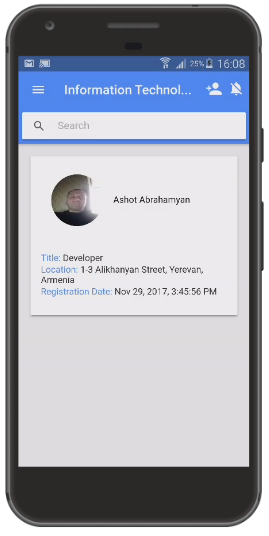 25% 16:08
Information Technol...
Search
Ashot Abrahamyan
Title: Developer
Location: 1-3 Alikhanyan Street, Yerevan,
Armenia
Registration Date: Nov 29, 2017, 3:45:56 PM